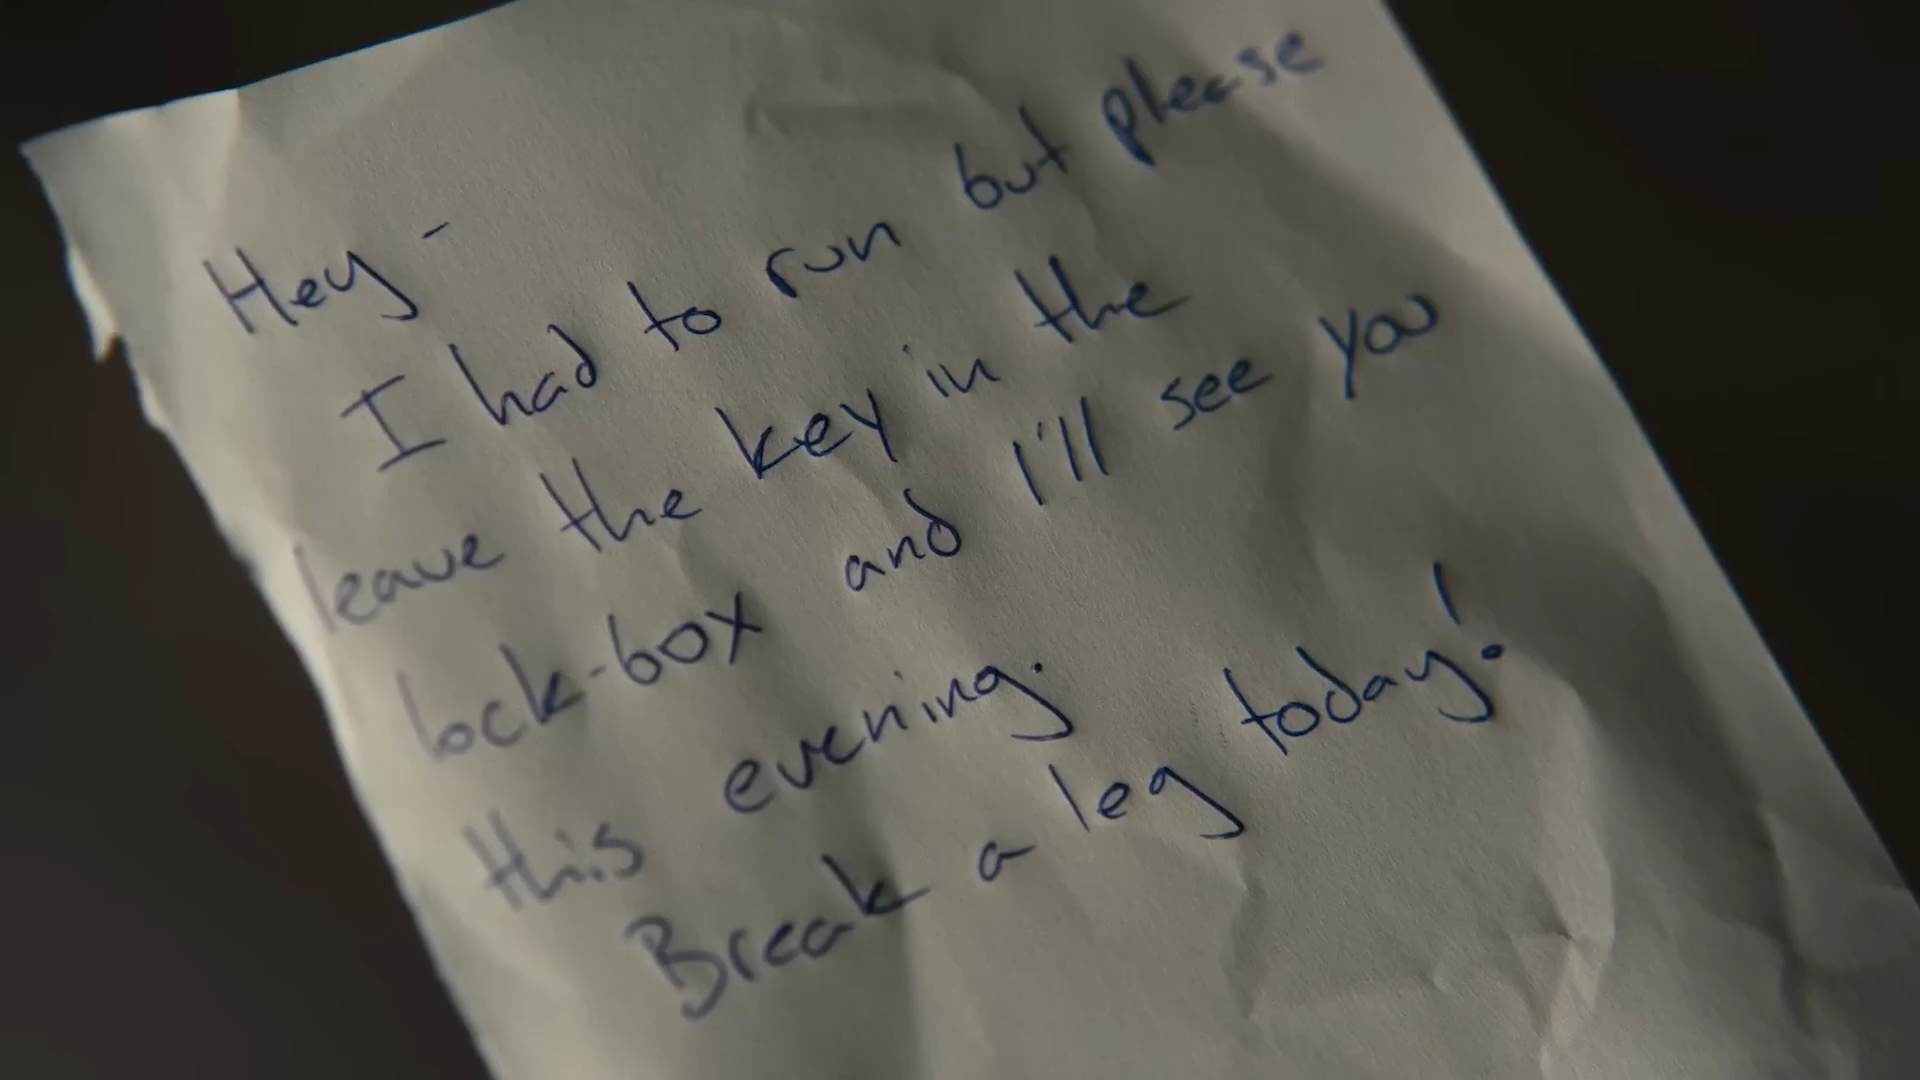 Hey -
I had to run but please
leave the key in the
lock-box and I'll see you
this evening.
Break a leg today!